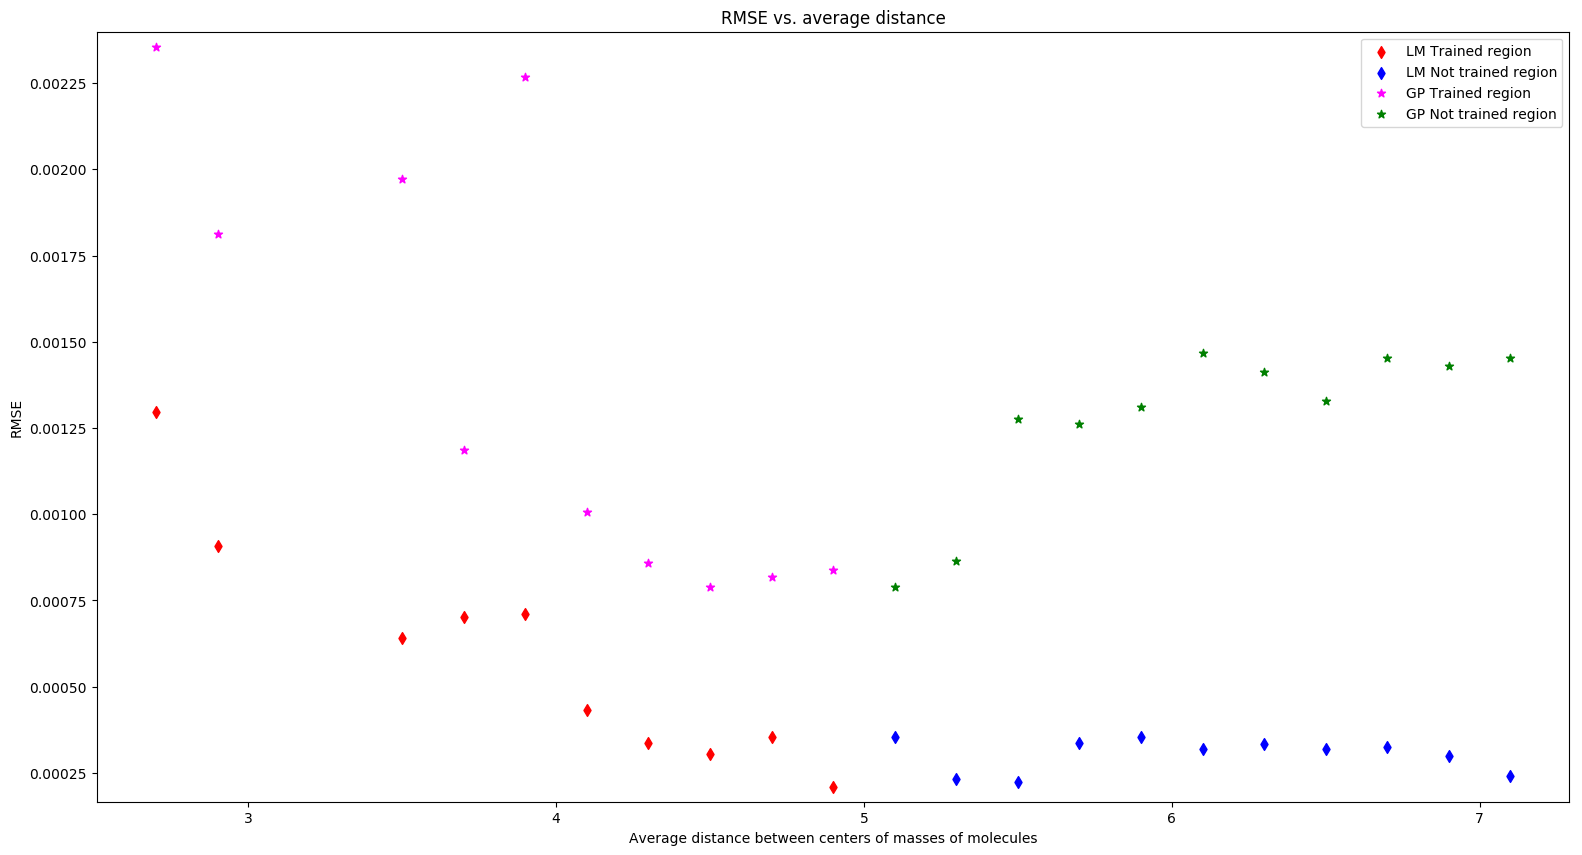 RMSE vs. average distance
LM Trained region
LM Not trained region
GP Trained region
GP Not trained region
0.00225
0.00200
0.00175
0.00150
0.00125
0.00100
0.00075
0.00050
0.00025
RMSE
3 4 5 6 7
Average distance between centers of masses of molecules